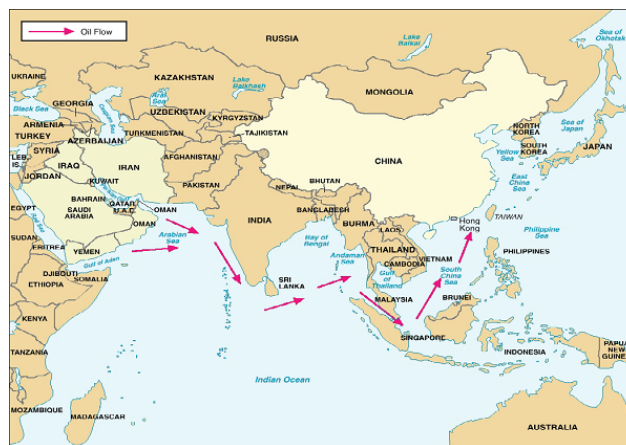 Oil Flow
RUSSIA
Sea of
Okhotsk
Lake
Baikal
UKRAINE
KAZAKHSTAN
Aral
Sea
Lake
Balkhash
MONGOLIA
Black Sea
GEORGIA
Caspian Sea
UZBEKISTAN
KYRGYZSTAN
ARMENIA
AZERBAIJAN
TURKMENISTAN
TAJIKISTAN
NORTH
KOREA
SOUTH
KOREA
Sea of
Japan
JAPAN
TURKEY
SYRIA
LEB.
IS.
IRAQ
IRAN
AFGHANISTAN
CHINA
Yellow
Sea
East
China Sea
JORDAN
KUWAIT
PAKISTAN
NEPAL
BHUTAN
BAHRAIN
QATAR
U.A.E.
OMAN
EGYPT
SAUDI
ARABIA
Red Sea
OMAN
INDIA
BANGLADESH
BURMA
LAOS
Hong
Kong
TAIWAN
Philippine
Sea
SUDAN
ERITREA
YEMEN
Arabian
Sea
Bay of
Bengal
Andaman
Sea
THAILAND
CAMBODIA
VIETNAM
PHILIPPINES
Gulf of Aden
DJIBOUTI
SOMALIA
ETHIOPIA
SRI
LANKA
Gulf
of
Thailand
South
China
Sea
MALAYSIA
BRUNEI
MALDIVES
KENYA
SINGAPORE
INDONESIA
PAPUA
NEW
GUINEA
TANZANIA
Indian Ocean
MOZAMBIQUE
MADAGASCAR
AUSTRALIA